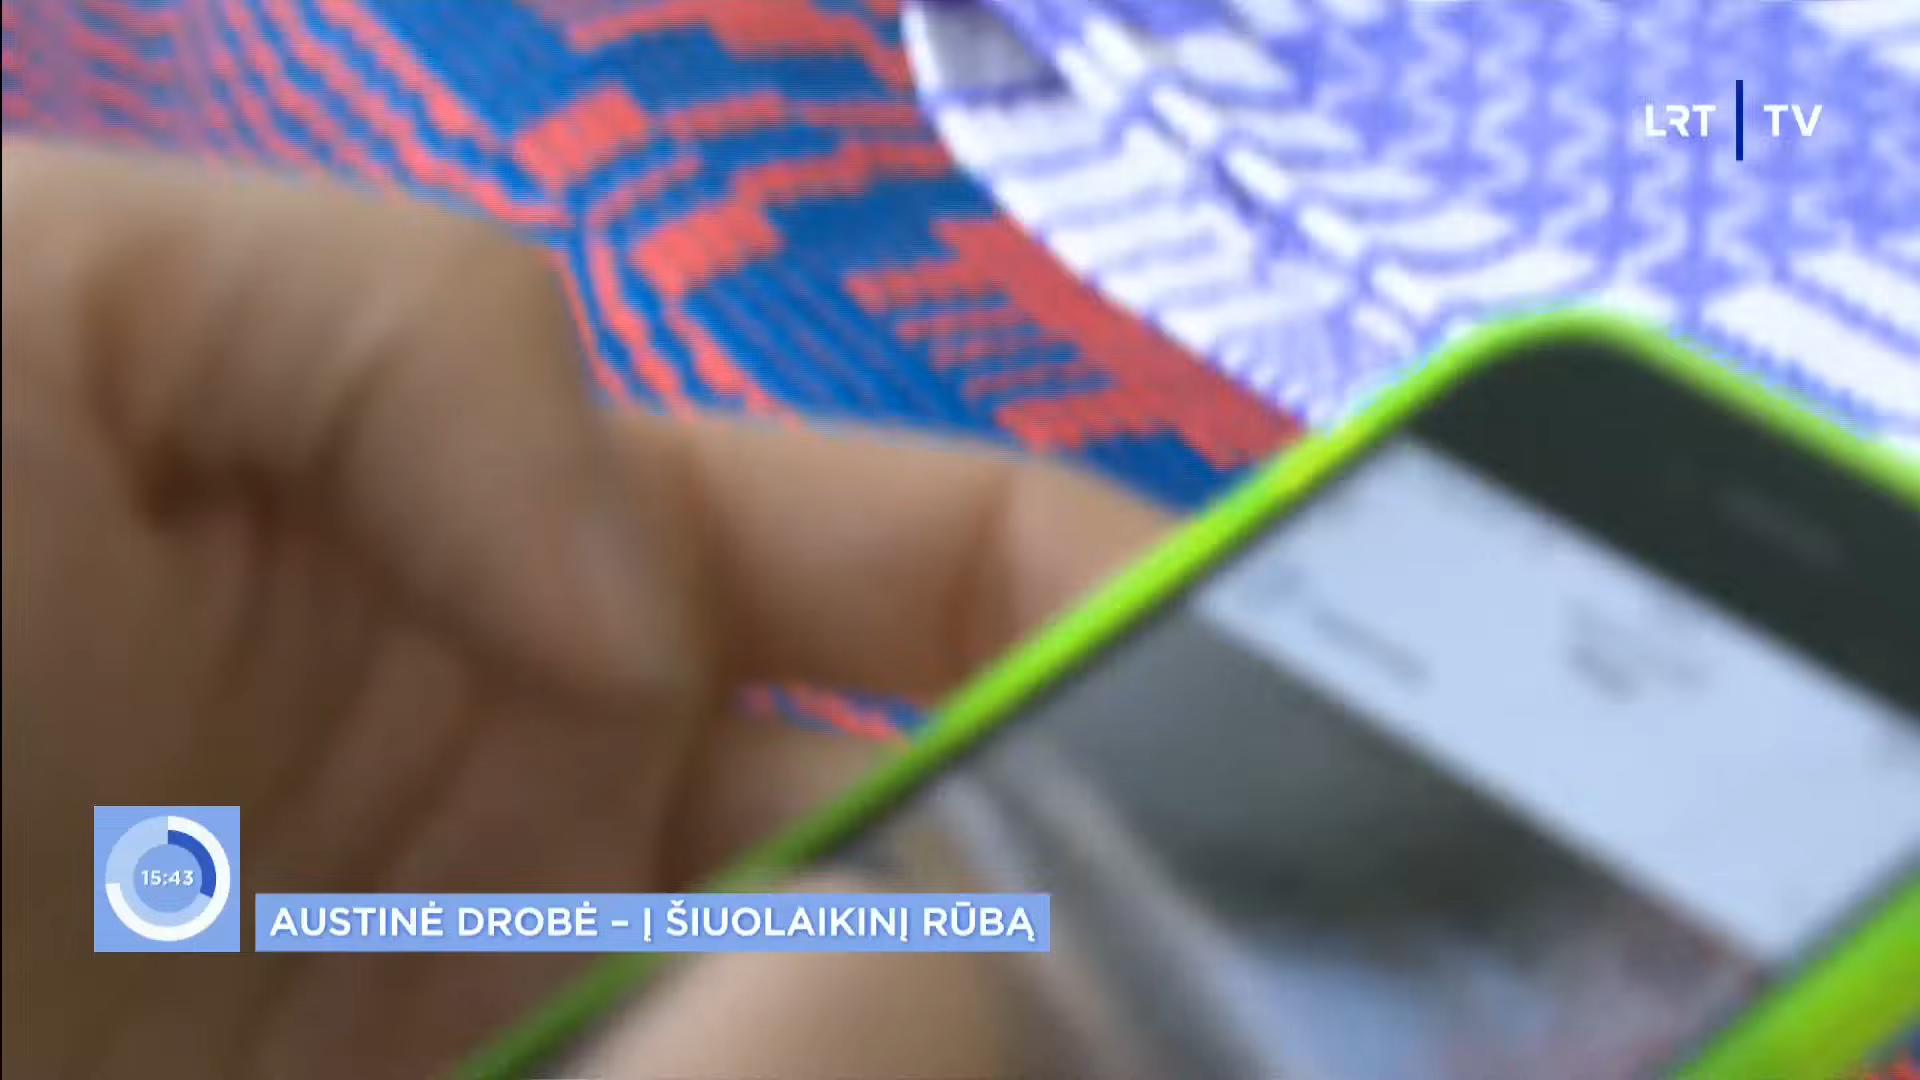 LRT | TV
15:43
AUSTINĖ DROBĖ – Į ŠIUOLAIKINĮ RŪBĄ